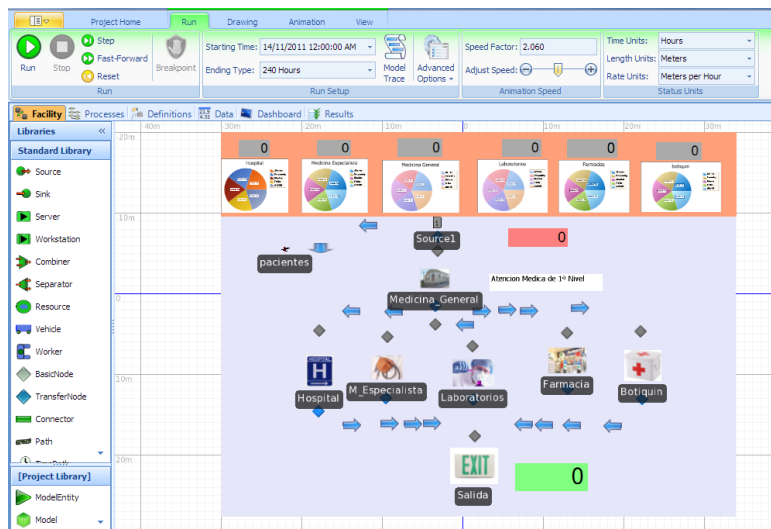 Project Home Run Drawing Animation View
Run
Stop
Step
Fast-Forward
Reset
Breakpoint
Run
Starting Time: 14/11/2011 12:00:00 AM
Ending Type: 240 Hours
Model Trace
Advanced Options
Run Setup
Speed Factor: 2.060
Adjust Speed:
Animation Speed
Time Units: Hours
Length Units: Meters
Rate Units: Meters per Hour
Status Units
Facility Processes Definitions Data Dashboard Results
Libraries
Standard Library
Source
Sink
Server
Workstation
Combiner
Separator
Resource
Vehicle
Worker
BasicNode
TransferNode
Connector
Path
TimePath
[Project Library]
ModelEntity
Model
40m 30m 20m 10m 0 10m 20m 30m
20m
10m
0
10m
20m
0 0 0 0 0 0
Hospital Medicina Especialista Medicina General Laboratorios Farmacias botiquin
Source1
0
pacientes
Atencion Medica de 1º Nivel
Medicina_General
Hospital
M_Especialista
Laboratorios
Farmacia
Botiquin
HOSPITAL
H
EXIT
Salida
0